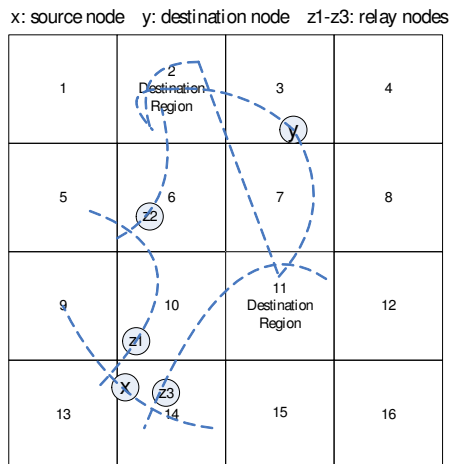 x: source node y: destination node z1-z3: relay nodes
1
2
Destination
Region
3
4
y
5
6
7
8
z2
9
10
11
Destination
Region
12
z1
x
z3
13
14
15
16